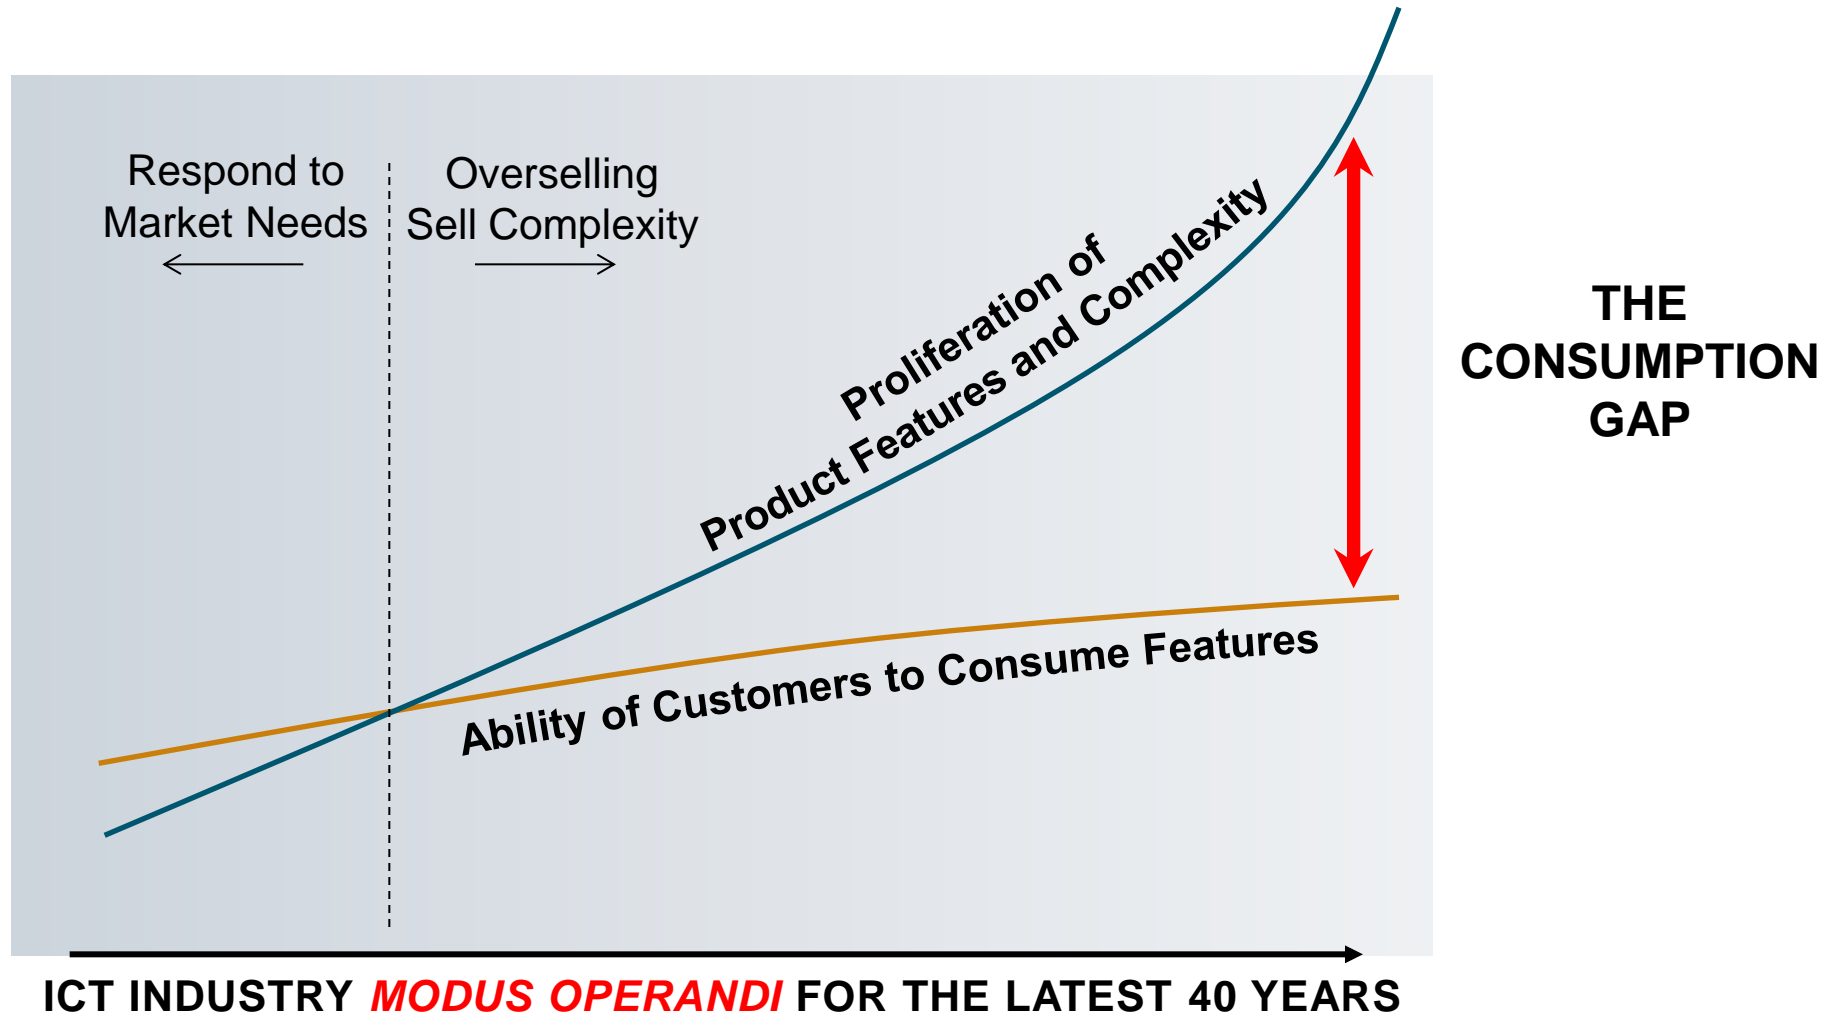 Respond to
Market Needs
Overselling
Sell Complexity
Proliferation of
Product Features and Complexity
THE
CONSUMPTION
GAP
Ability of Customers to Consume Features
ICT INDUSTRY MODUS OPERANDI FOR THE LATEST 40 YEARS